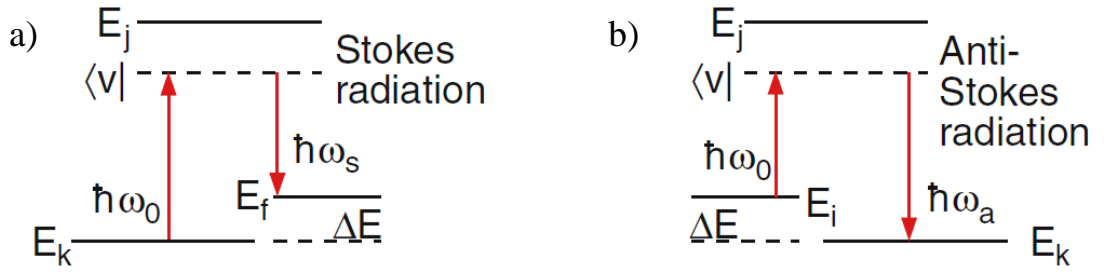 a)
E_j
⟨v|
Stokes
radiation
ħω_0
ħω_s
E_f
ΔE
E_k
b)
E_j
⟨v|
Anti-
Stokes
radiation
ħω_0
E_i
ħω_a
ΔE
E_k